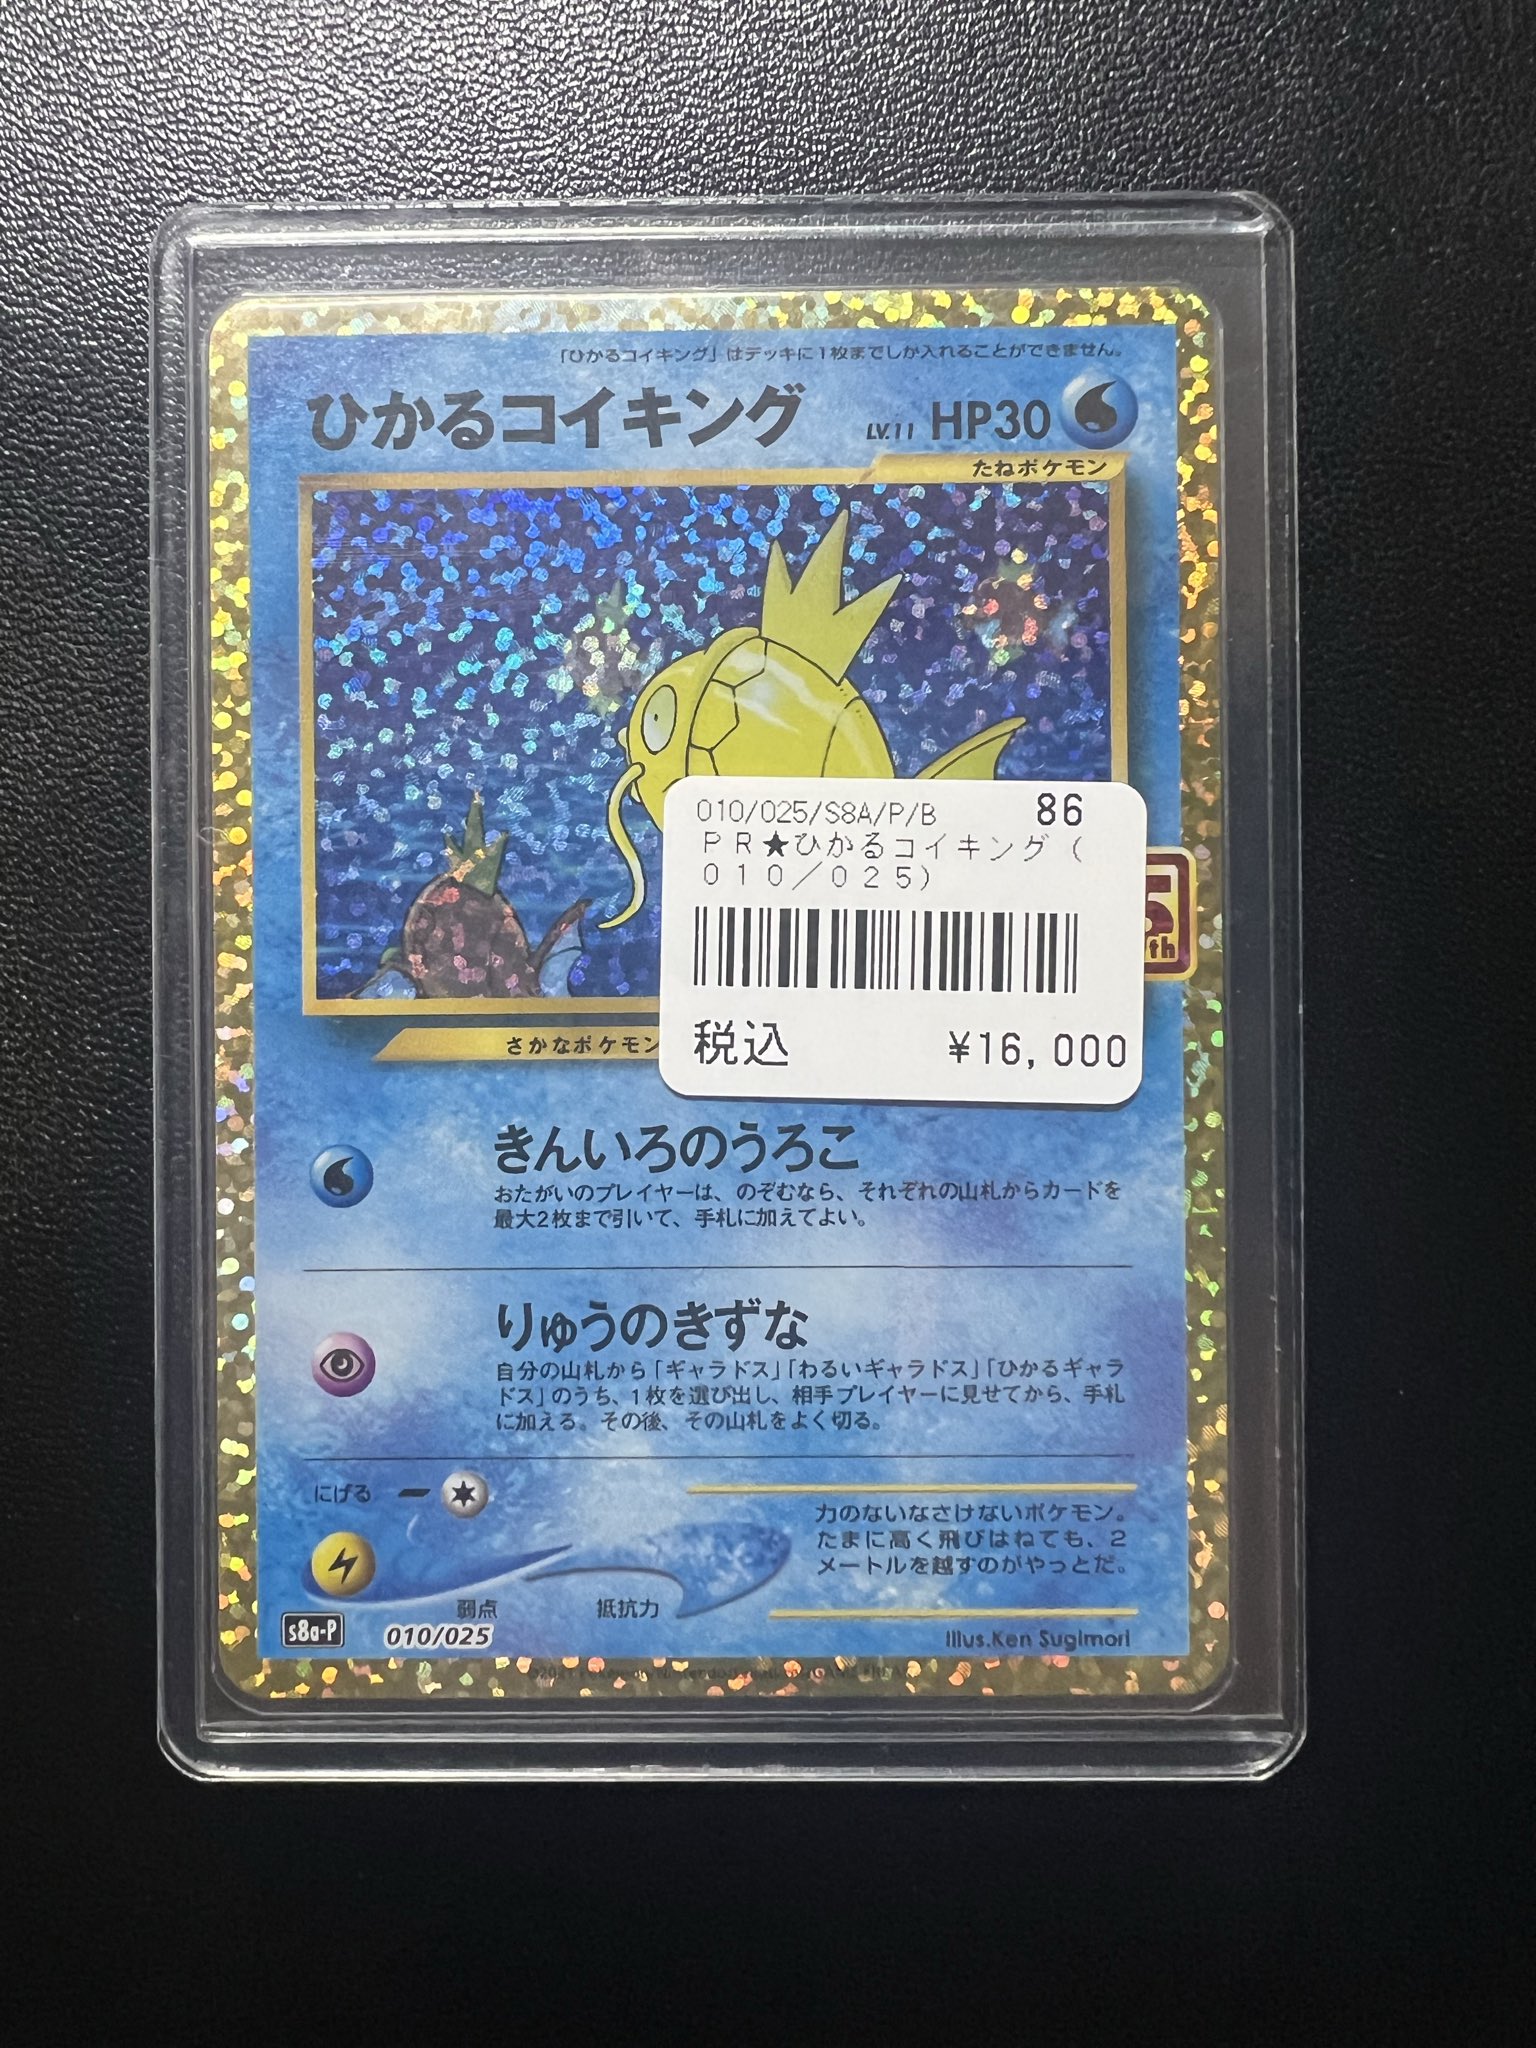 「ひかるコイキング」はデッキに1枚までしか入れることができません。
ひかるコイキング LV.11 HP30
たねポケモン
010/025/S8A/P/B 86
PR★ひかるコイキング(
010/025)
th
税込 ¥16,000
さかなポケモン
きんいろのうろこ
おたがいのプレイヤーは、のぞむなら、それぞれの山札からカードを
最大2枚まで引いて、手札に加えてよい。
りゅうのきずな
自分の山札から「ギャラドス」「わるいギャラドス」「ひかるギャラ
ドス」のうち、1枚を選び出し、相手プレイヤーに見せてから、手札
に加える。その後、その山札をよく切る。
にげる
力のないなさけないポケモン。
たまに高く飛びはねても、2
メートルを越すのがやっとだ。
弱点 抵抗力
s8a-P 010/025 Illus.Ken Sugimori